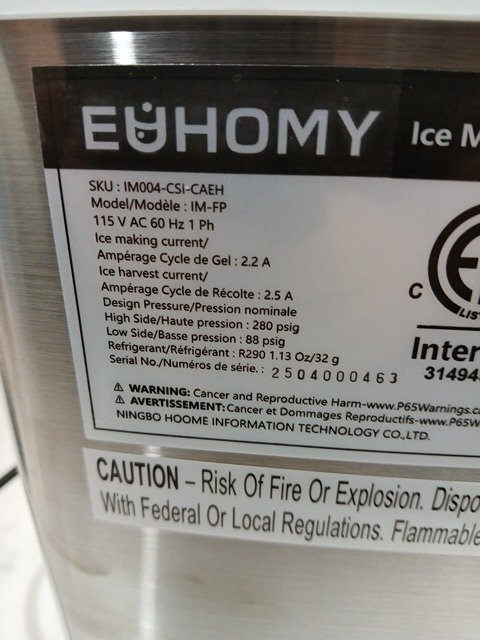 EUHOMY Ice M
SKU : IM004-CSI-CAEH
Model/Modèle : IM-FP
115 V AC 60 Hz 1 Ph
Ice making current/
Ampérage Cycle de Gel : 2.2 A
Ice harvest current/
Ampérage Cycle de Récolte : 2.5 A
Design Pressure/Pression nominale
High Side/Haute pression : 280 psig
Low Side/Basse pression : 88 psig
Refrigerant/Réfrigérant : R290 1.13 Oz/32 g
Serial No./Numéros de série. : 2504000463
C
LIS
Inter
31494
⚠ WARNING: Cancer and Reproductive Harm-www.P65Warnings.c
⚠ AVERTISSEMENT:Cancer et Dommages Reproductifs-www.P65W
NINGBO HOOME INFORMATION TECHNOLOGY CO.,LTD.
CAUTION – Risk Of Fire Or Explosion. Dispo
With Federal Or Local Regulations. Flammable